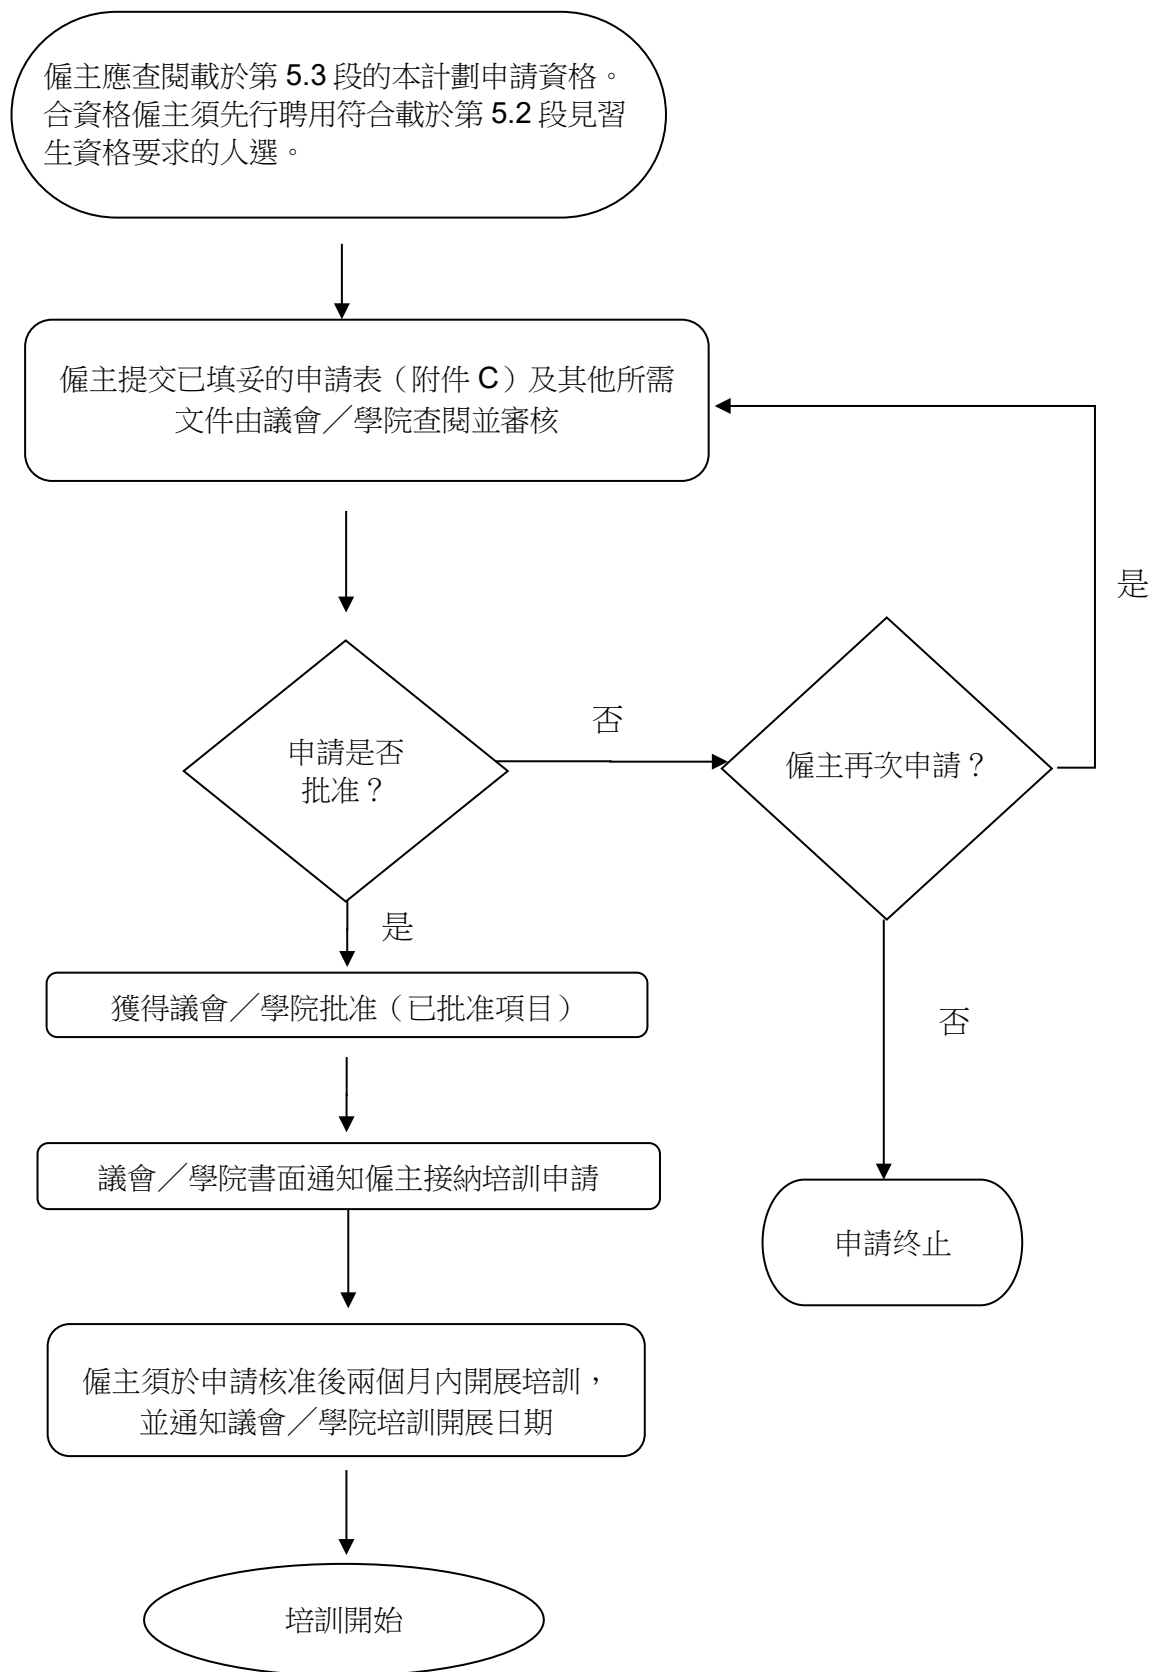 僱主應查閱載於第 5.3 段的本計劃申請資格。
合資格僱主須先行聘用符合載於第 5.2 段見習
生資格要求的人選。
僱主提交已填妥的申請表（附件 C）及其他所需
文件由議會／學院查閱並審核
是
否
申請是否
批准？
僱主再次申請？
是
獲得議會／學院批准（已批准項目）
否
議會／學院書面通知僱主接納培訓申請
申請终止
僱主須於申請核准後兩個月內開展培訓，
並通知議會／學院培訓開展日期
培訓開始